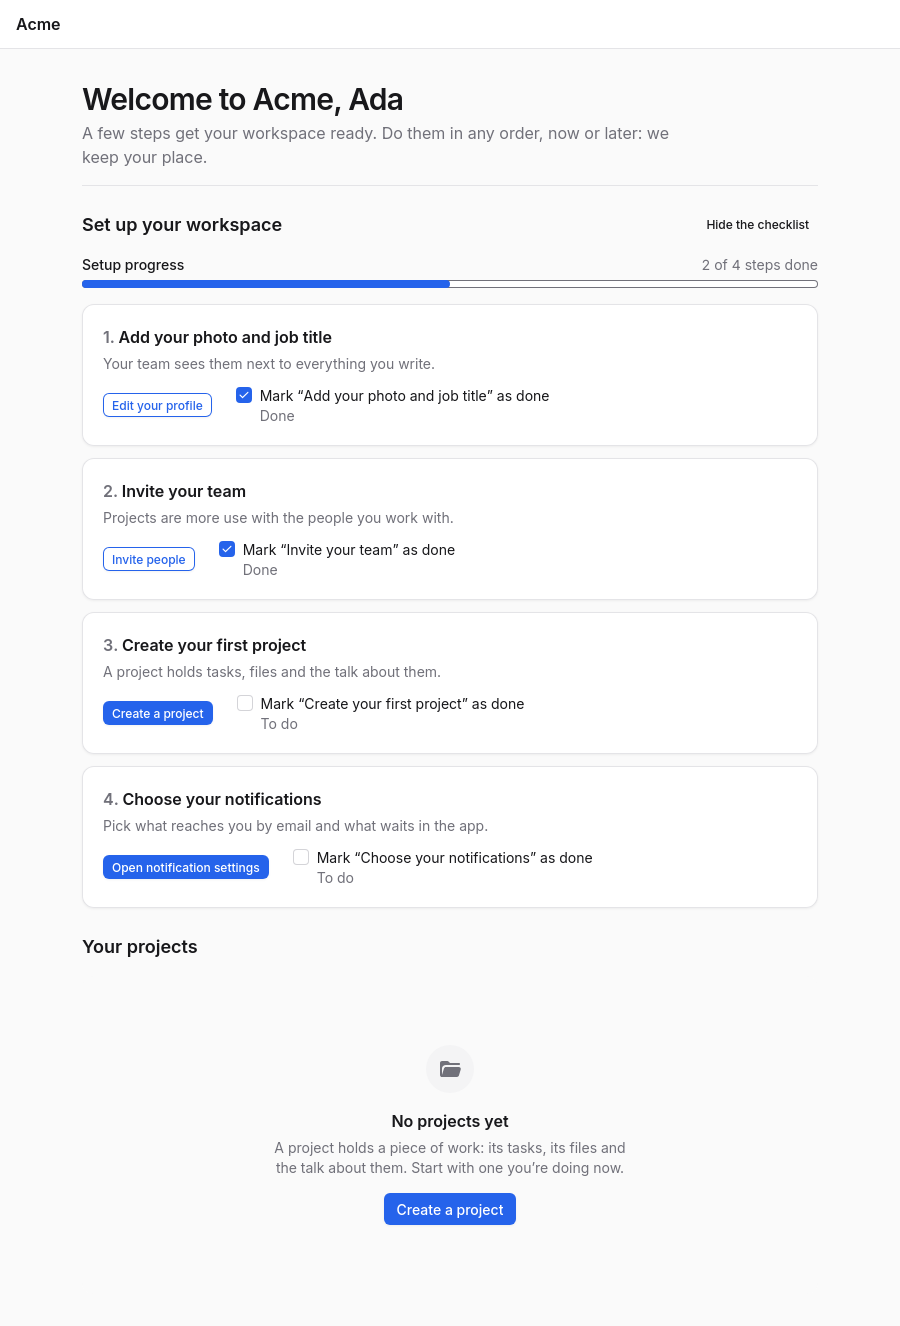 Acme
Welcome to Acme, Ada
A few steps get your workspace ready. Do them in any order, now or later: we
keep your place.
Set up your workspace
Hide the checklist
Setup progress
2 of 4 steps done
1. Add your photo and job title
Your team sees them next to everything you write.
Edit your profile
Mark “Add your photo and job title” as done
Done
2. Invite your team
Projects are more use with the people you work with.
Invite people
Mark “Invite your team” as done
Done
3. Create your first project
A project holds tasks, files and the talk about them.
Create a project
Mark “Create your first project” as done
To do
4. Choose your notifications
Pick what reaches you by email and what waits in the app.
Open notification settings
Mark “Choose your notifications” as done
To do
Your projects
No projects yet
A project holds a piece of work: its tasks, its files and
the talk about them. Start with one you’re doing now.
Create a project